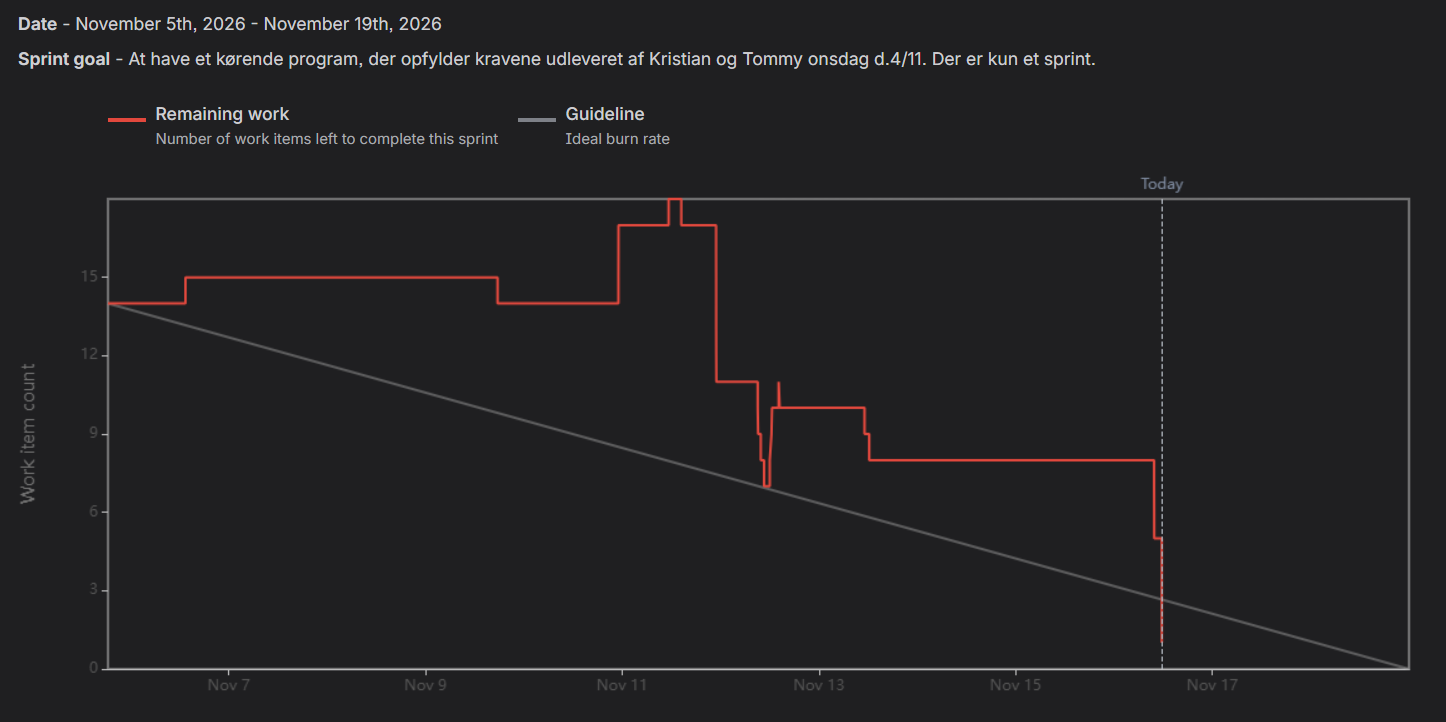 Date - November 5th, 2026 - November 19th, 2026
Sprint goal - At have et kørende program, der opfylder kravene udleveret af Kristian og Tommy onsdag d.4/11. Der er kun et sprint.
Remaining work
Number of work items left to complete this sprint
Guideline
Ideal burn rate
Today
Work item count
15
12
9
6
3
0
Nov 7
Nov 9
Nov 11
Nov 13
Nov 15
Nov 17